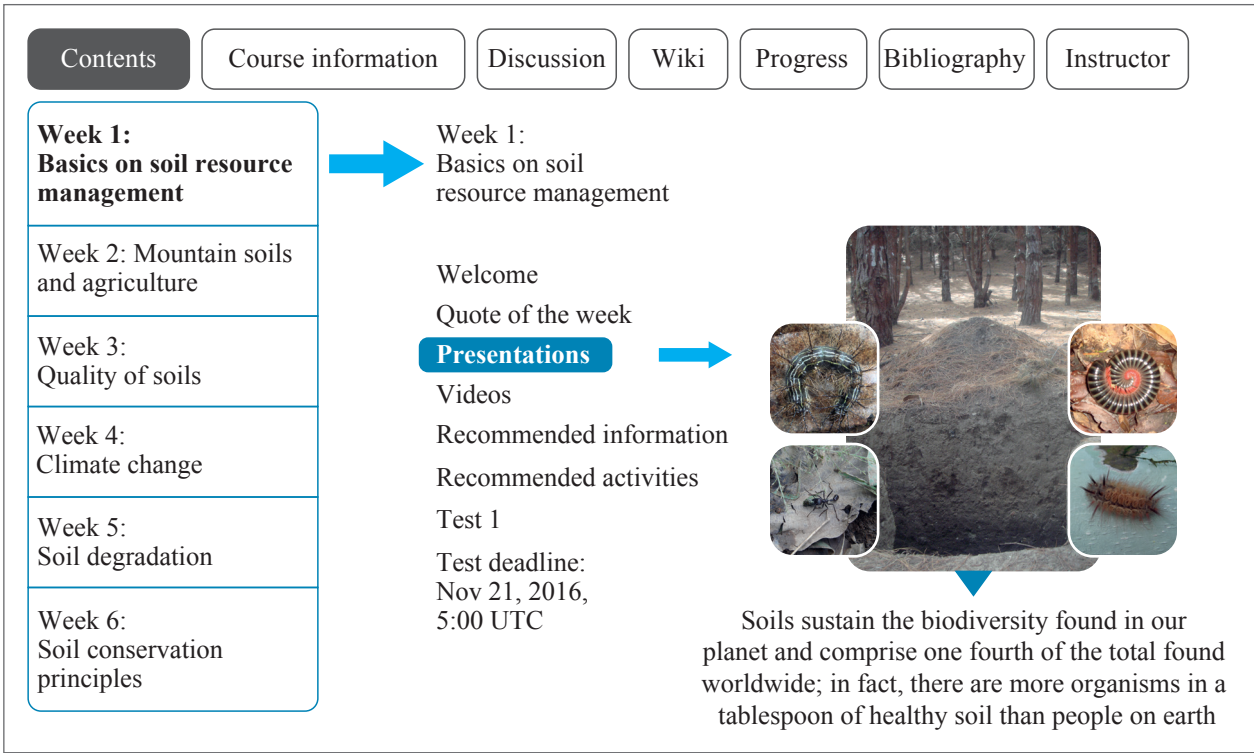 Contents
Course information
Discussion
Wiki
Progress
Bibliography
Instructor
Week 1:
Basics on soil resource
management
Week 2: Mountain soils
and agriculture
Week 3:
Quality of soils
Week 4:
Climate change
Week 5:
Soil degradation
Week 6:
Soil conservation
principles
Week 1:
Basics on soil
resource management
Welcome
Quote of the week
Presentations
Videos
Recommended information
Recommended activities
Test 1
Test deadline:
Nov 21, 2016,
5:00 UTC
Soils sustain the biodiversity found in our
planet and comprise one fourth of the total found
worldwide; in fact, there are more organisms in a
tablespoon of healthy soil than people on earth